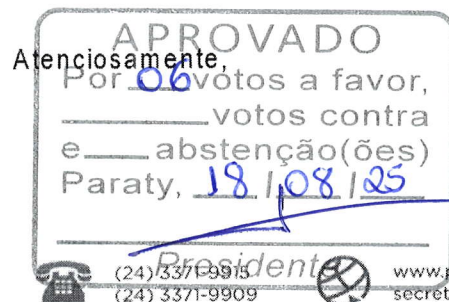 APROVADO
Atenciosamente,
Por 06 votos a favor,
votos contra
e abstenção(ões)
Paraty, 18 / 08 / 25
Presidente
(24) 3371-9915
(24) 3371-9909
www.p
secret